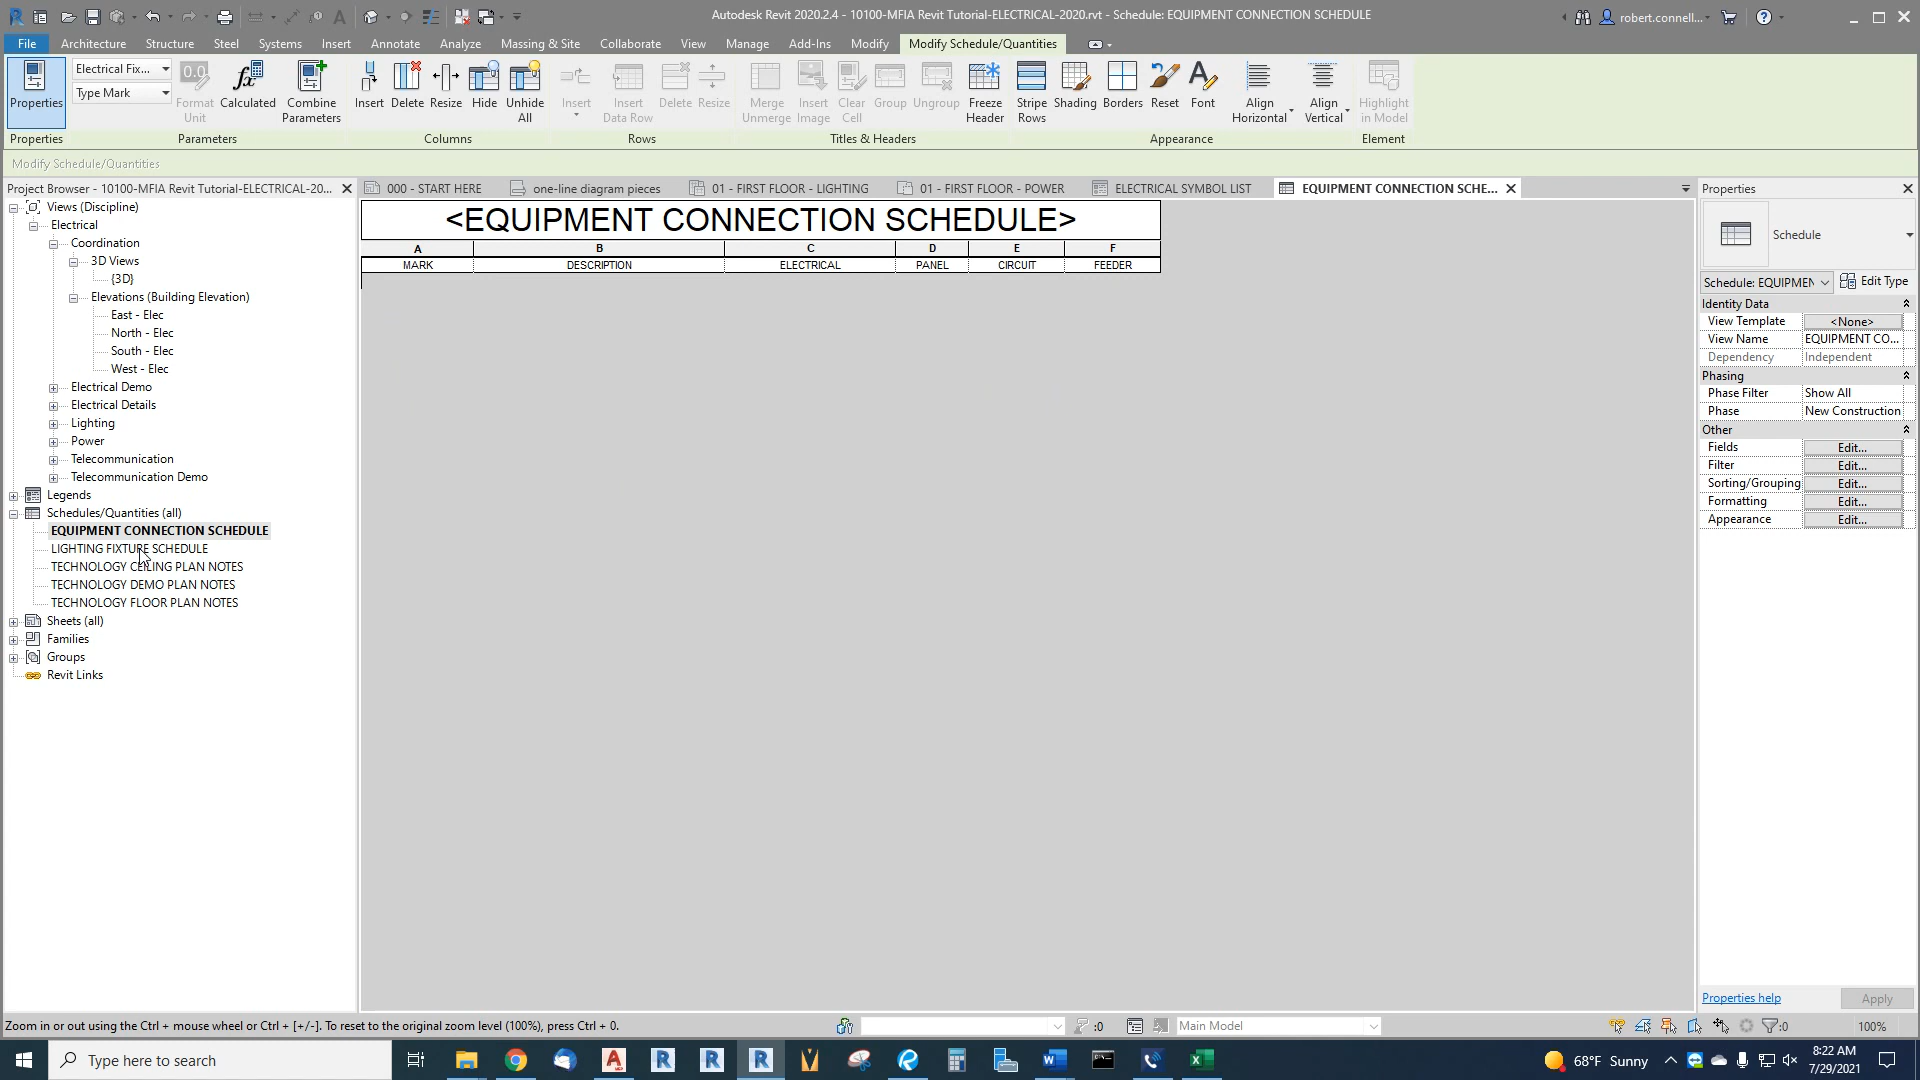 Autodesk Revit 2020.2.4 - 10100-MFIA Revit Tutorial-ELECTRICAL-2020.rvt - Schedule: EQUIPMENT CONNECTION SCHEDULE
robert.connell...
File Architecture Structure Steel Systems Insert Annotate Analyze Massing & Site Collaborate View Manage Add-Ins Modify Modify Schedule/Quantities
Electrical Fix...
Type Mark
Properties
Format Unit
Calculated
Combine Parameters
Insert Delete Resize Hide Unhide All
Insert
Insert Data Row
Delete Resize
Merge Unmerge
Insert Image
Clear Cell
Group Ungroup
Freeze Header
Stripe Rows
Shading Borders Reset Font
Align Horizontal
Align Vertical
Highlight in Model
Properties Parameters Columns Rows Titles & Headers Appearance Element
Modify Schedule/Quantities
Project Browser - 10100-MFIA Revit Tutorial-ELECTRICAL-20...
Views (Discipline)
Electrical
Coordination
3D Views
{3D}
Elevations (Building Elevation)
East - Elec
North - Elec
South - Elec
West - Elec
Electrical Demo
Electrical Details
Lighting
Power
Telecommunication
Telecommunication Demo
Legends
Schedules/Quantities (all)
EQUIPMENT CONNECTION SCHEDULE
LIGHTING FIXTURE SCHEDULE
TECHNOLOGY CEILING PLAN NOTES
TECHNOLOGY DEMO PLAN NOTES
TECHNOLOGY FLOOR PLAN NOTES
Sheets (all)
Families
Groups
Revit Links
000 - START HERE one-line diagram pieces 01 - FIRST FLOOR - LIGHTING 01 - FIRST FLOOR - POWER ELECTRICAL SYMBOL LIST EQUIPMENT CONNECTION SCHE...
<EQUIPMENT CONNECTION SCHEDULE>
A B C D E F
MARK DESCRIPTION ELECTRICAL PANEL CIRCUIT FEEDER
Properties
Schedule
Schedule: EQUIPMEN Edit Type
Identity Data
View Template <None>
View Name EQUIPMENT CO...
Dependency Independent
Phasing
Phase Filter Show All
Phase New Construction
Other
Fields Edit...
Filter Edit...
Sorting/Grouping Edit...
Formatting Edit...
Appearance Edit...
Properties help Apply
Zoom in or out using the Ctrl + mouse wheel or Ctrl + [+/-]. To reset to the original zoom level (100%), press Ctrl + 0.
:0 Main Model :0 100%
Type here to search
68°F Sunny
8:22 AM
7/29/2021